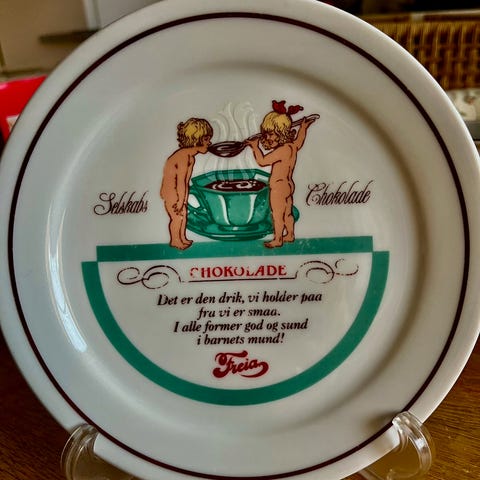 Selskabs Chokolade
CHOKOLADE
Det er den drik, vi holder paa
fra vi er smaa.
I alle former god og sund
i barnets mund!
Freia